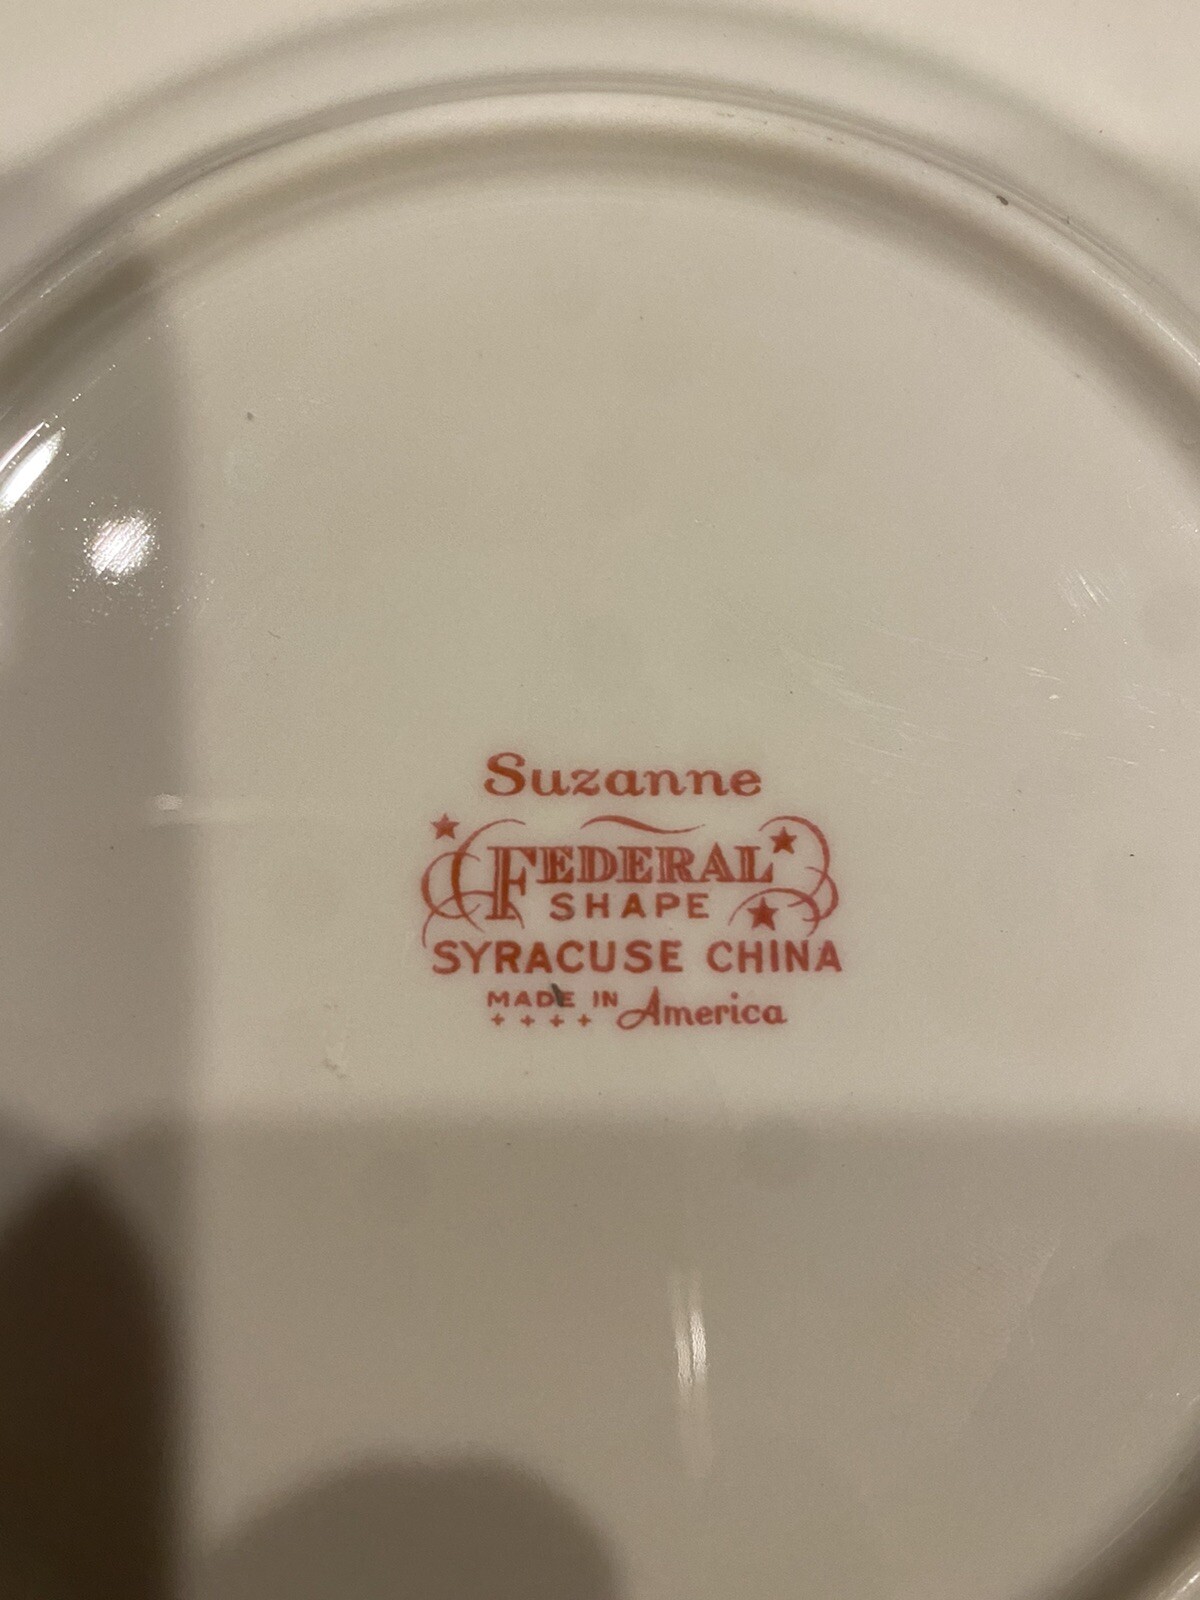 Suzanne
FEDERAL
SHAPE
SYRACUSE CHINA
MADE IN America